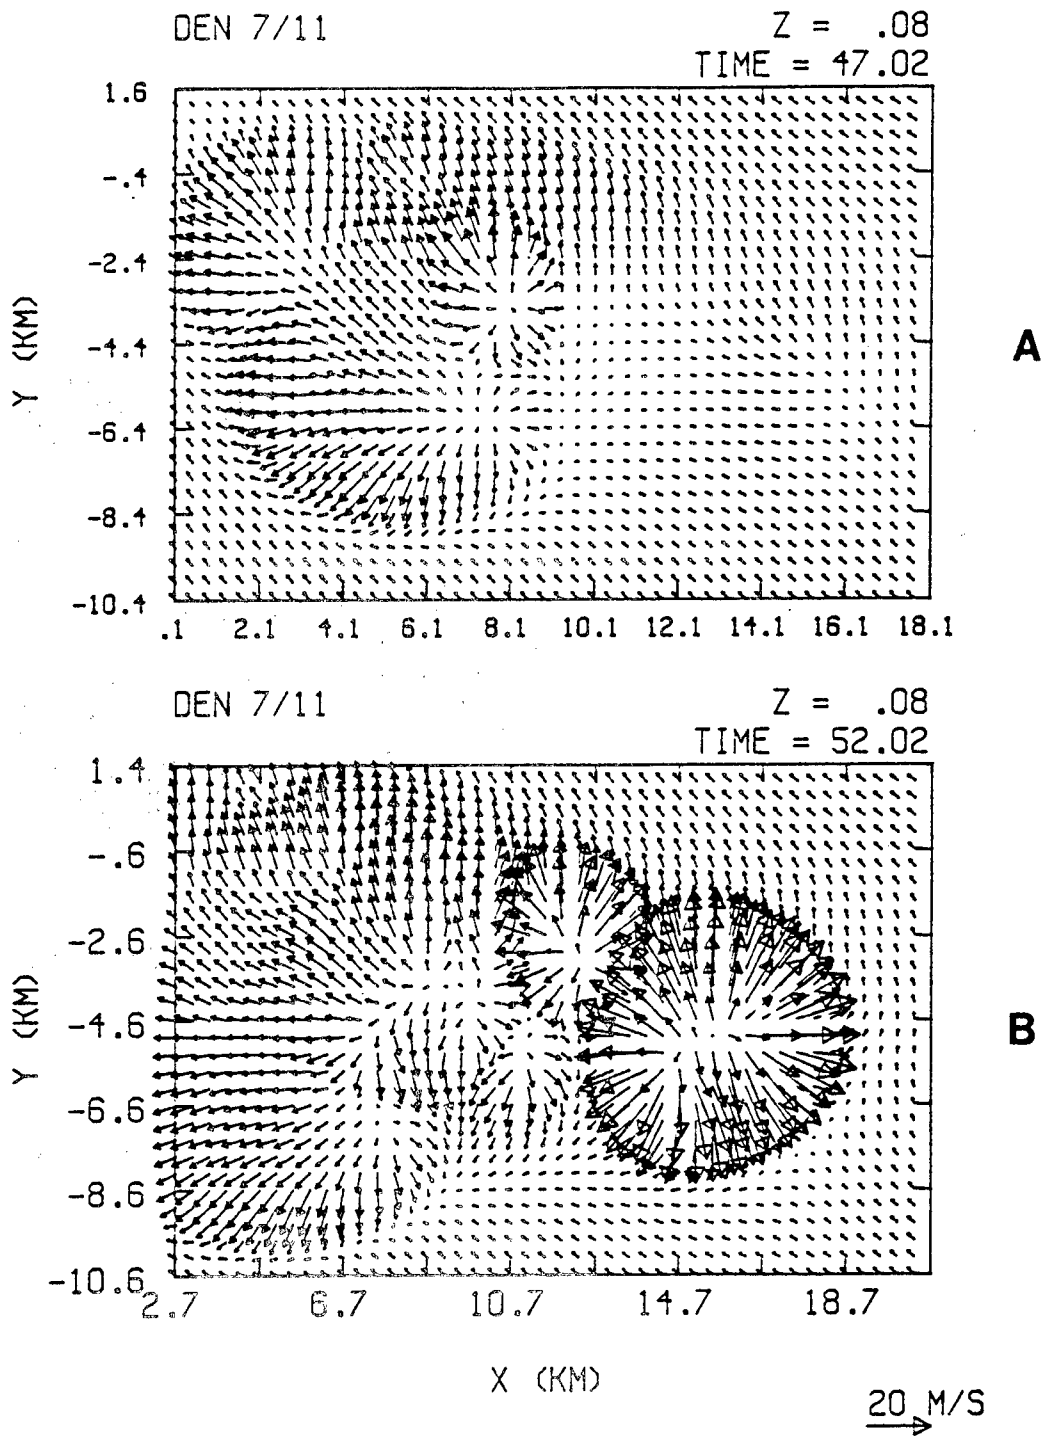 DEN 7/11
Z = .08
TIME = 47.02
1.6
-.4
-2.4
-4.4
-6.4
-8.4
-10.4
Y (KM)
A
.1 2.1 4.1 6.1 8.1 10.1 12.1 14.1 16.1 18.1
DEN 7/11
Z = .08
TIME = 52.02
1.4
-.6
-2.6
-4.6
-6.6
-8.6
-10.6
Y (KM)
B
2.7 6.7 10.7 14.7 18.7
X (KM)
20 M/S